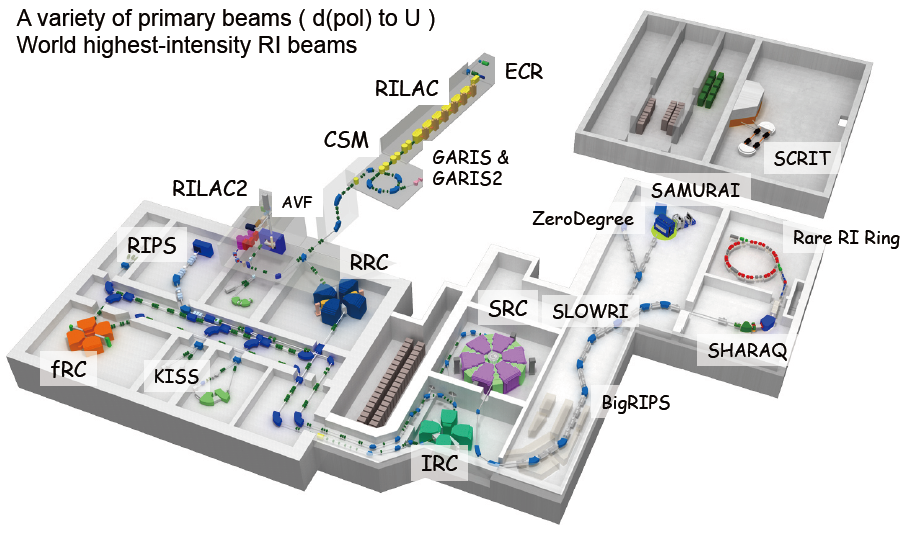 A variety of primary beams ( d(pol) to U )
World highest-intensity RI beams
ECR
RILAC
CSM
GARIS &
GARIS2
SCRIT
RILAC2
AVF
SAMURAI
ZeroDegree
RIPS
Rare RI Ring
RRC
SRC
SLOWRI
SHARAQ
fRC
KISS
BigRIPS
IRC